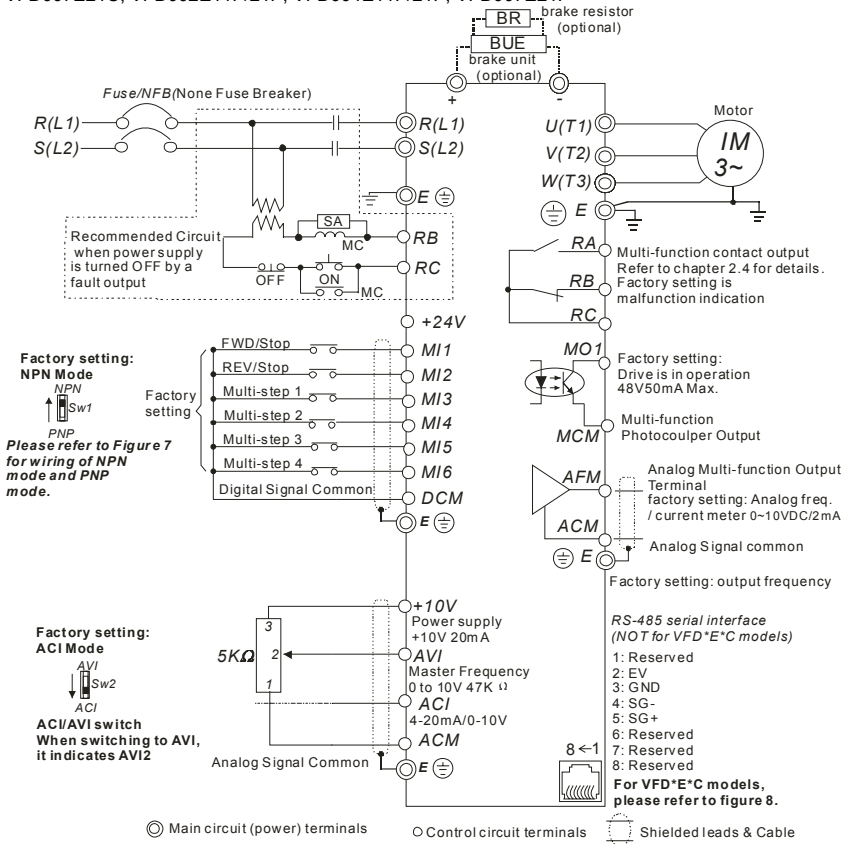 BR
brake resistor
(optional)
BUE
brake unit
(optional)
+
-
Fuse/NFB(None Fuse Breaker)
R(L1)
S(L2)
R(L1)
S(L2)
E
Recommended Circuit
when power supply
is turned OFF by a
fault output
SA
MC
OFF
ON
MC
RB
RC
Motor
U(T1)
V(T2)
W(T3)
IM
3~
E
RA
RB
RC
Multi-function contact output
Refer to chapter 2.4 for details.
Factory setting is
malfunction indication
+24V
FWD/Stop
MI1
REV/Stop
MI2
Multi-step 1
MI3
Multi-step 2
MI4
Multi-step 3
MI5
Multi-step 4
MI6
Digital Signal Common
DCM
E
Factory
setting
Factory setting:
NPN Mode
NPN
Sw1
PNP
Please refer to Figure 7
for wiring of NPN
mode and PNP
mode.
MO1
Factory setting:
Drive is in operation
48V50mA Max.
MCM
Multi-function
Photocoulper Output
AFM
Analog Multi-function Output
Terminal
factory setting: Analog freq.
/ current meter 0~10VDC/2mA
ACM
Analog Signal common
E
Factory setting: output frequency
Factory setting:
ACI Mode
AVI
Sw2
ACI
ACI/AVI switch
When switching to AVI,
it indicates AVI2
5KΩ
3
2
1
+10V
Power supply
+10V 20mA
AVI
Master Frequency
0 to 10V 47K Ω
ACI
4-20mA/0-10V
ACM
Analog Signal Common
E
RS-485 serial interface
(NOT for VFD*E*C models)
1: Reserved
2: EV
3: GND
4: SG-
5: SG+
6: Reserved
7: Reserved
8: Reserved
For VFD*E*C models,
please refer to figure 8.
8←1
Main circuit (power) terminals
Control circuit terminals
Shielded leads & Cable